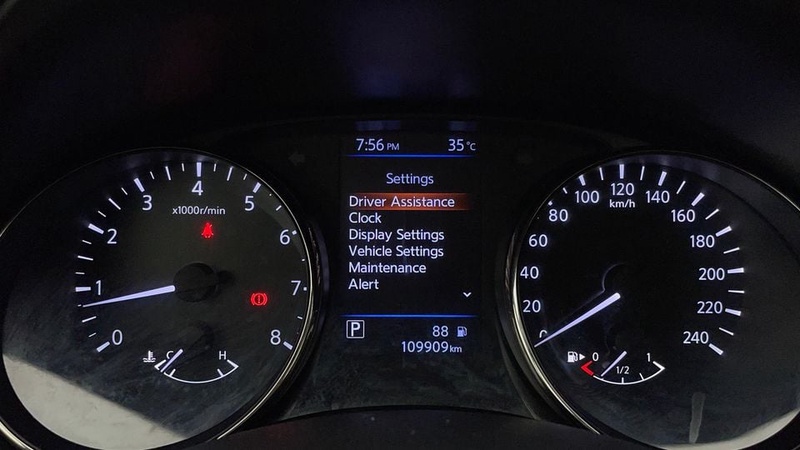 7:56 PM 35 °C
Settings
Driver Assistance
Clock
Display Settings
Vehicle Settings
Maintenance
Alert
P 88
109909 km
0 1 2 3 4 5 6 7 8
x1000r/min
C H
0 20 40 60 80 100 120 140 160 180 200 220 240
km/h
0 1/2 1